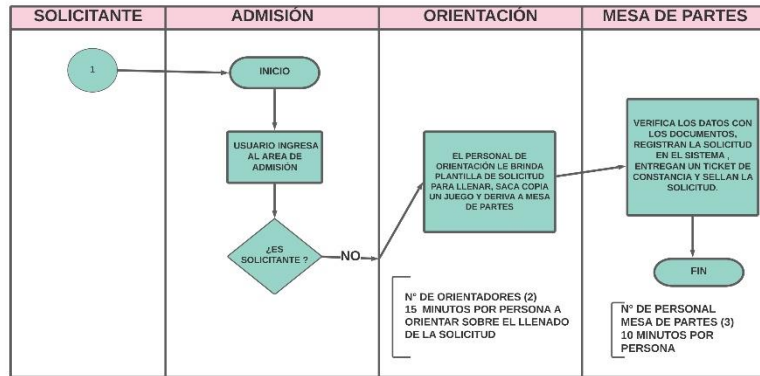 SOLICITANTE
ADMISIÓN
ORIENTACIÓN
MESA DE PARTES
1
INICIO
USUARIO INGRESA
AL AREA DE
ADMISIÓN
¿ES
SOLICITANTE ?
NO
EL PERSONAL DE
ORIENTACIÓN LE BRINDA
PLANTILLA DE SOLICITUD
PARA LLENAR, SACA COPIA
UN JUEGO Y DERIVA A MESA
DE PARTES
N° DE ORIENTADORES (2)
15 MINUTOS POR PERSONA A
ORIENTAR SOBRE EL LLENADO
DE LA SOLICITUD
VERIFICA LOS DATOS CON
LOS DOCUMENTOS,
REGISTRAN LA SOLICITUD
EN EL SISTEMA ,
ENTREGAN UN TICKET DE
CONSTANCIA Y SELLAN LA
SOLICITUD.
FIN
N° DE PERSONAL
MESA DE PARTES (3)
10 MINUTOS POR
PERSONA